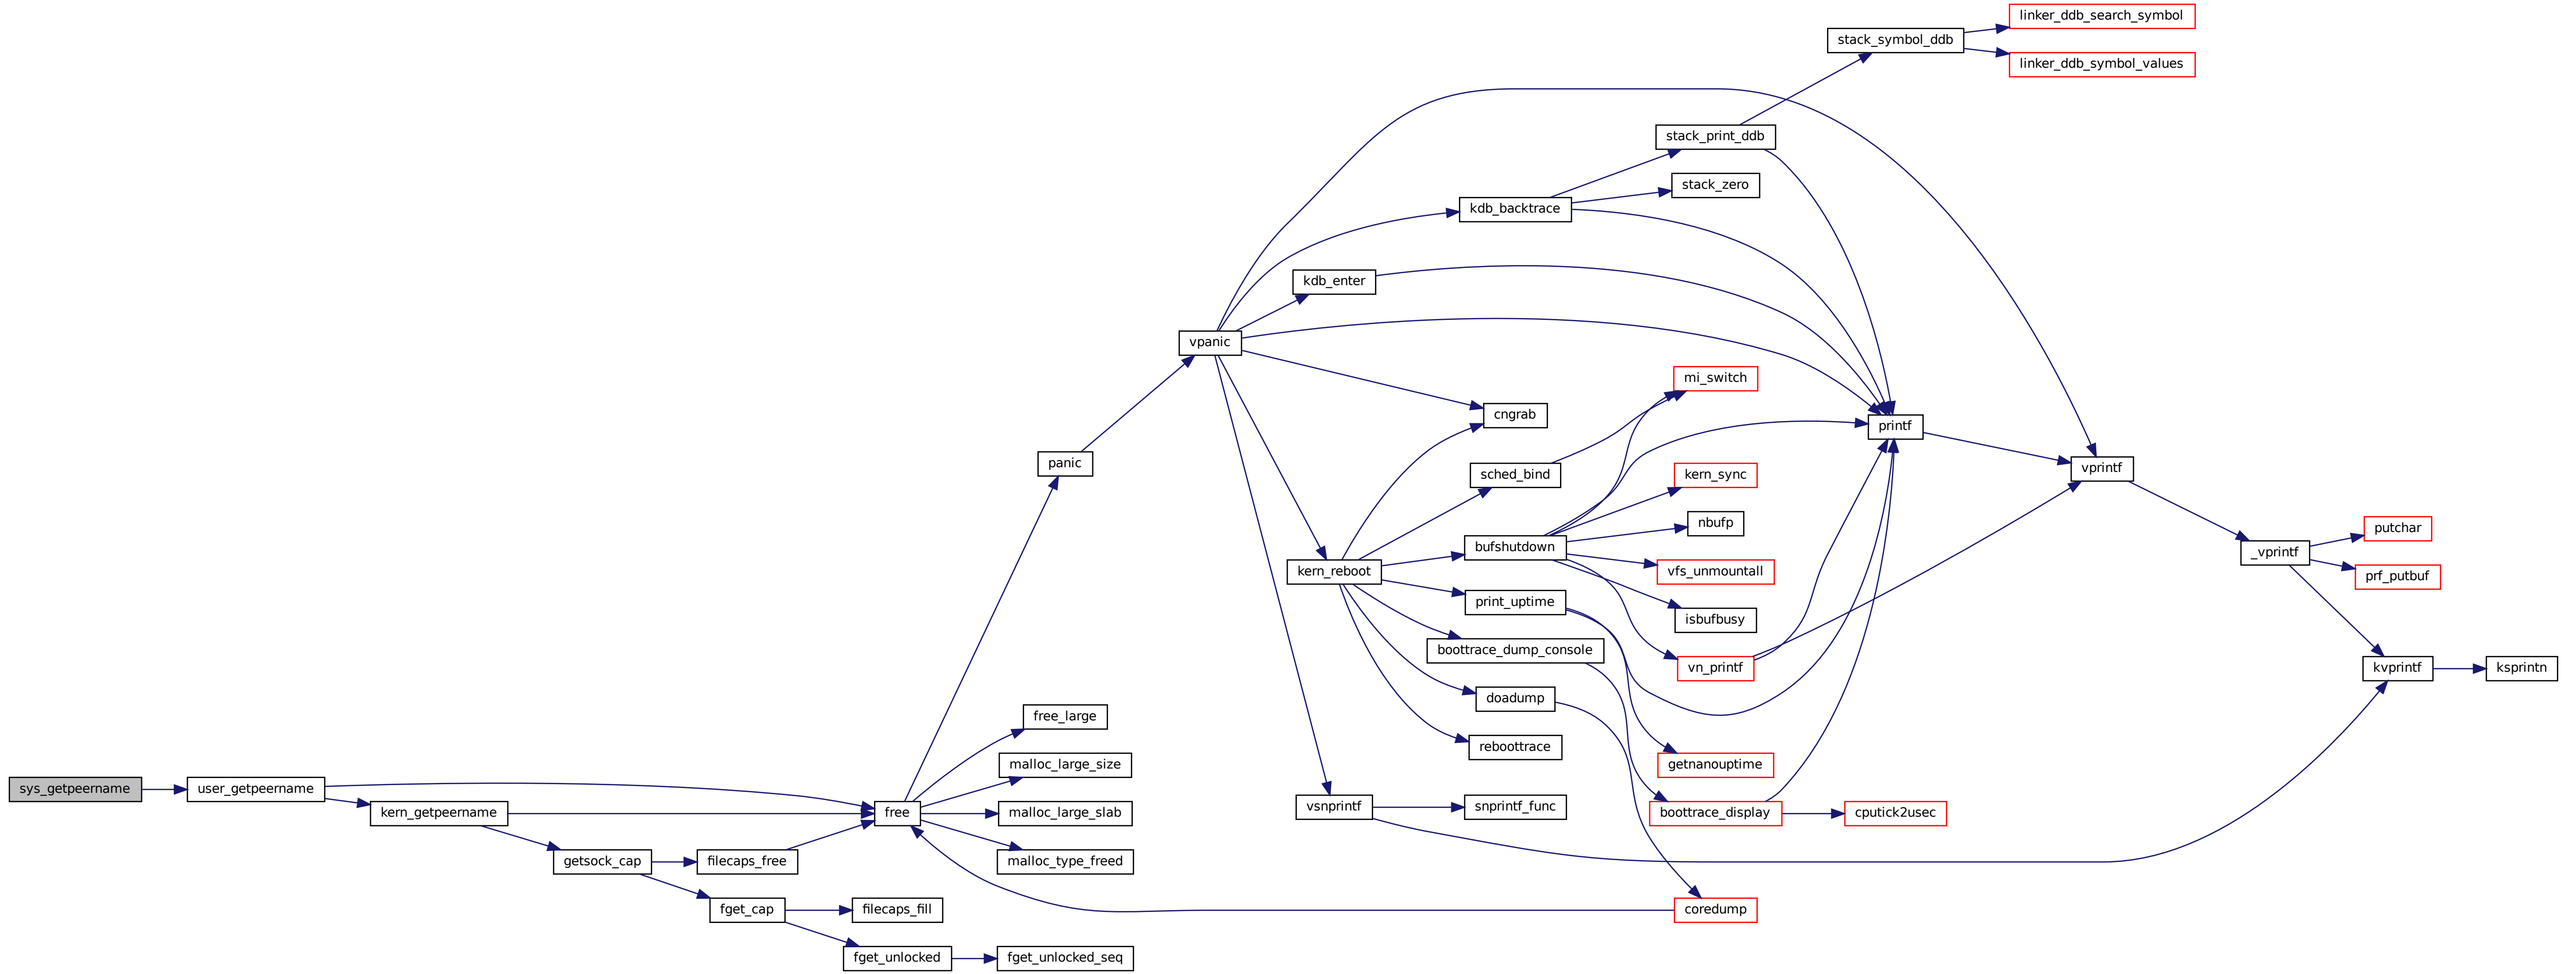 linker_ddb_search_symbol
stack_symbol_ddb
linker_ddb_symbol_values
stack_print_ddb
stack_zero
kdb_backtrace
kdb_enter
vpanic
mi_switch
cngrab
printf
panic
vprintf
sched_bind
kern_sync
nbufp
putchar
bufshutdown
_vprintf
kern_reboot
vfs_unmountall
prf_putbuf
print_uptime
isbufbusy
boottrace_dump_console
vn_printf
kvprintf
ksprintn
doadump
free_large
reboottrace
malloc_large_size
getnanouptime
sys_getpeername
user_getpeername
vsnprintf
snprintf_func
kern_getpeername
free
malloc_large_slab
boottrace_display
cputick2usec
getsock_cap
filecaps_free
malloc_type_freed
fget_cap
filecaps_fill
coredump
fget_unlocked
fget_unlocked_seq